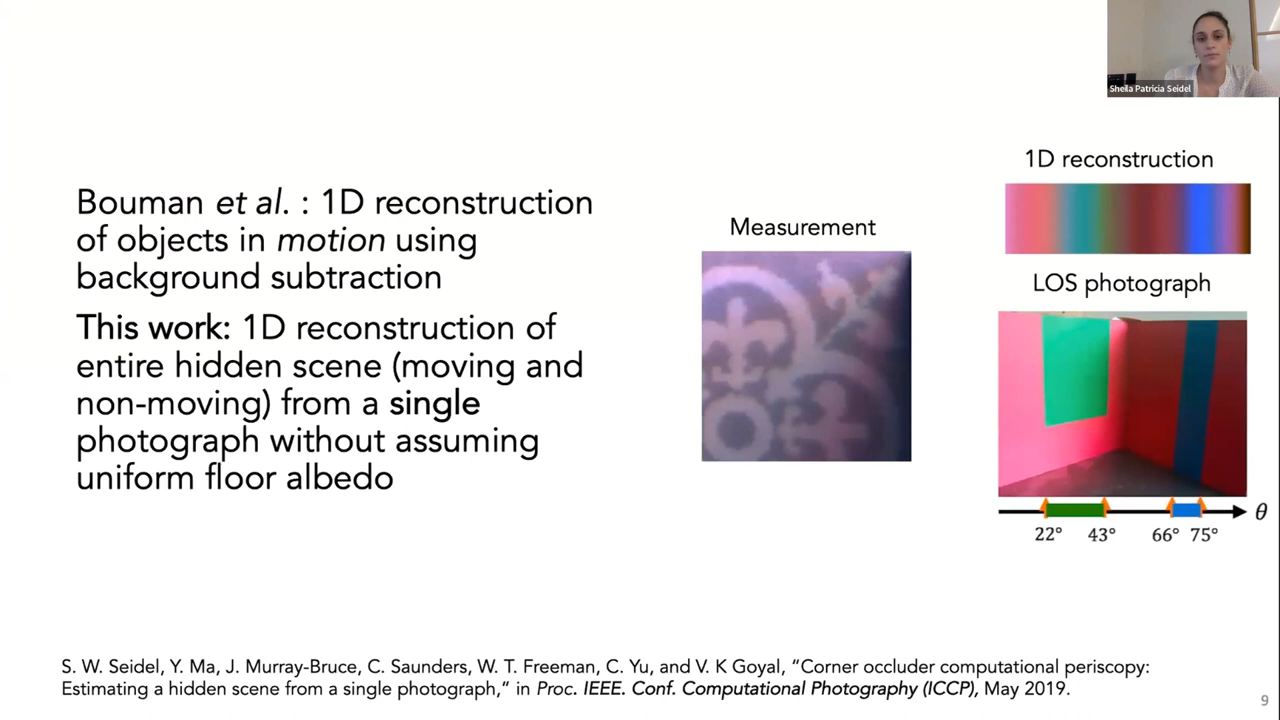 Sheila Patricia Seidel
1D reconstruction
Bouman et al. : 1D reconstruction
of objects in motion using
background subtraction
This work: 1D reconstruction of
entire hidden scene (moving and
non-moving) from a single
photograph without assuming
uniform floor albedo
Measurement
LOS photograph
θ
22° 43° 66° 75°
S. W. Seidel, Y. Ma, J. Murray-Bruce, C. Saunders, W. T. Freeman, C. Yu, and V. K Goyal, “Corner occluder computational periscopy:
Estimating a hidden scene from a single photograph,” in Proc. IEEE. Conf. Computational Photography (ICCP), May 2019.
9